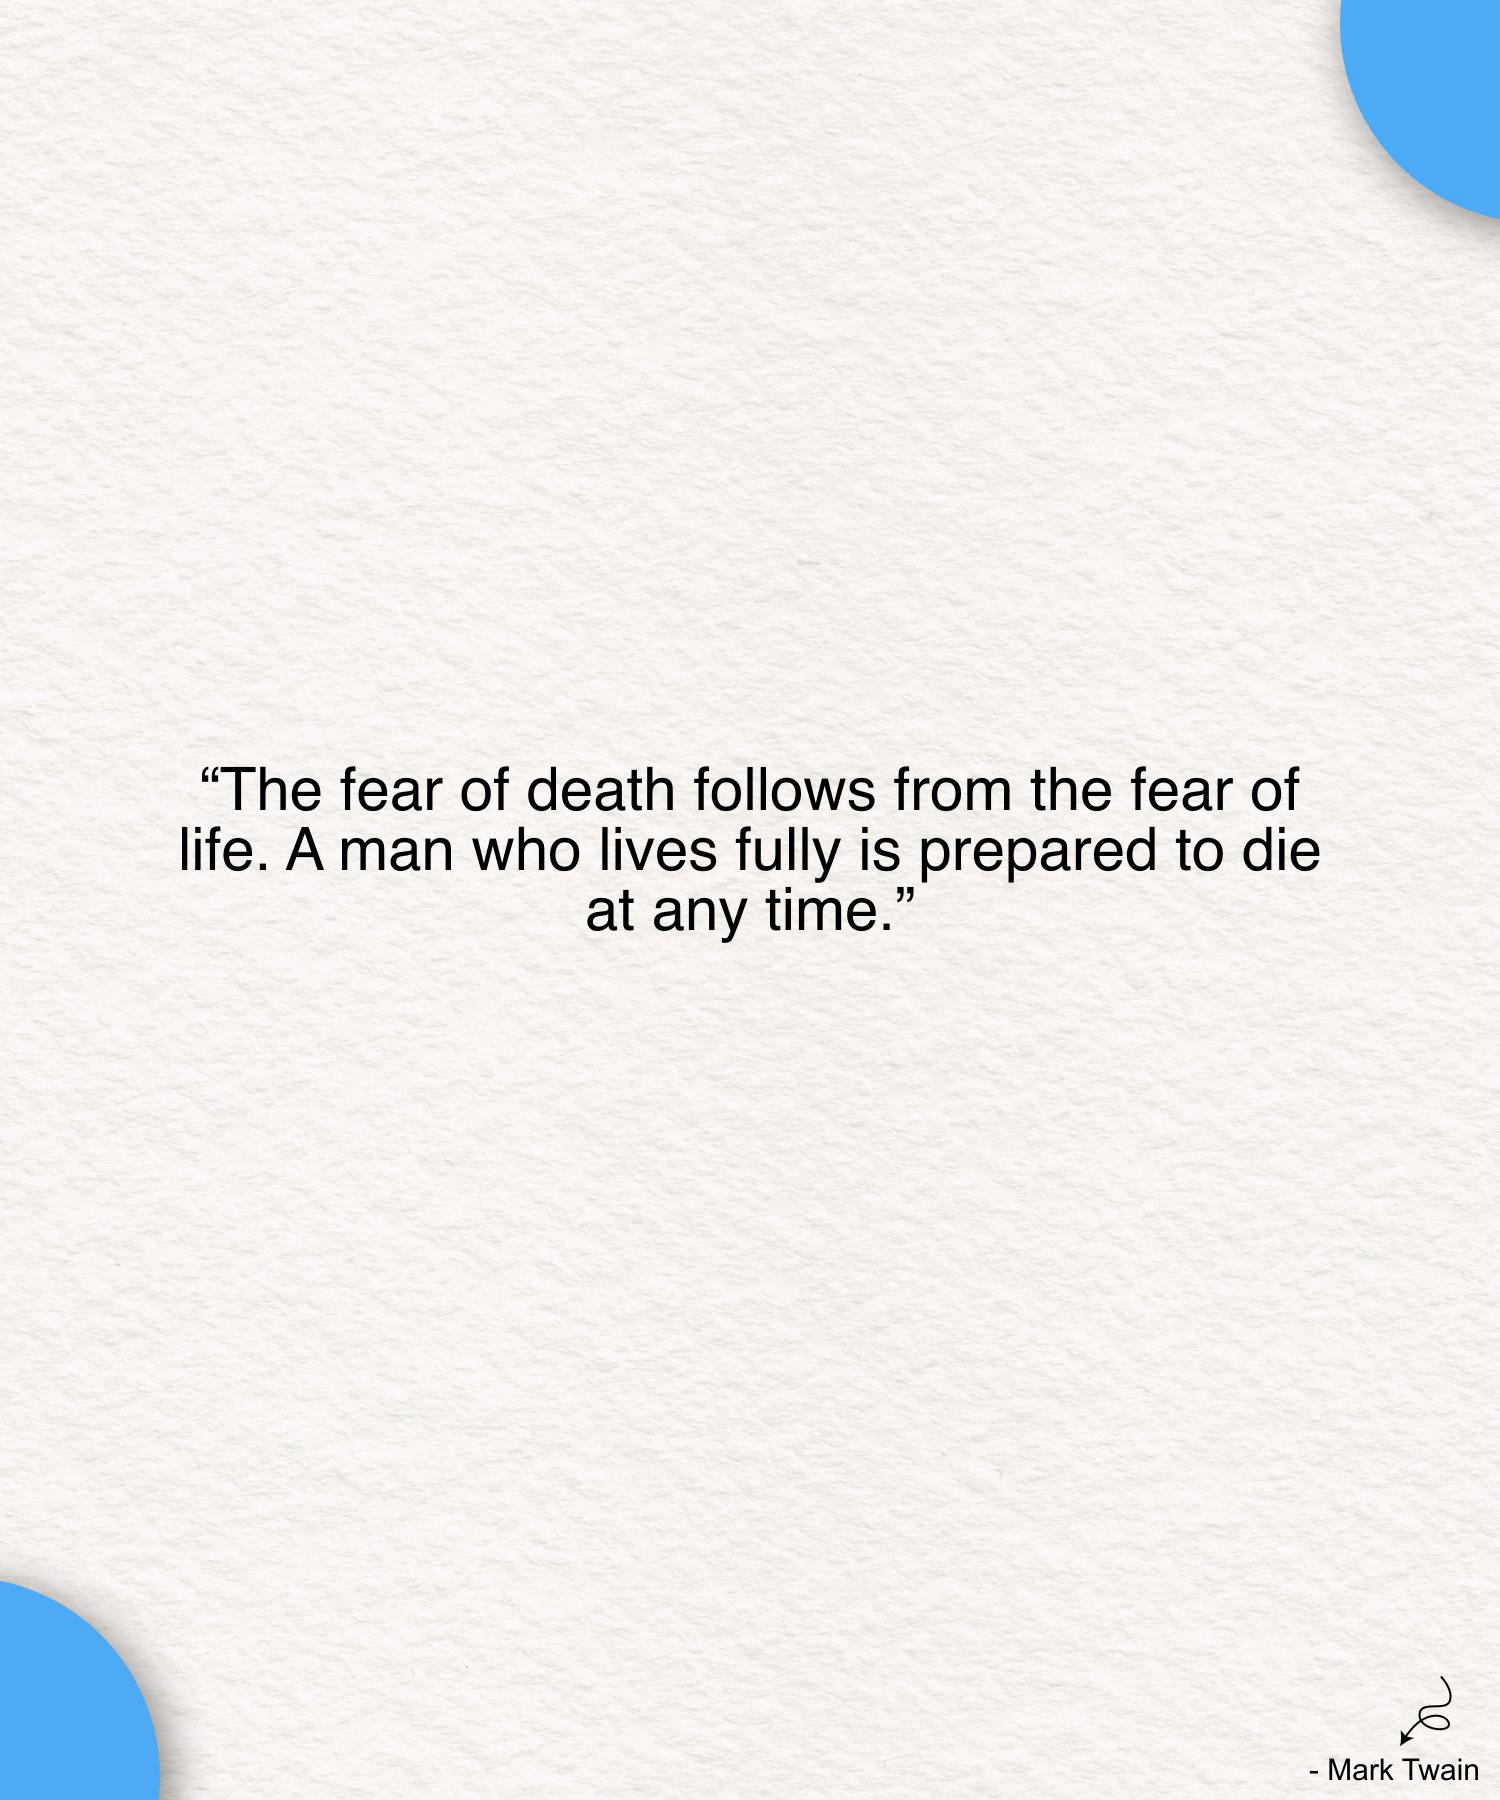 “The fear of death follows from the fear of
life. A man who lives fully is prepared to die
at any time.”
- Mark Twain